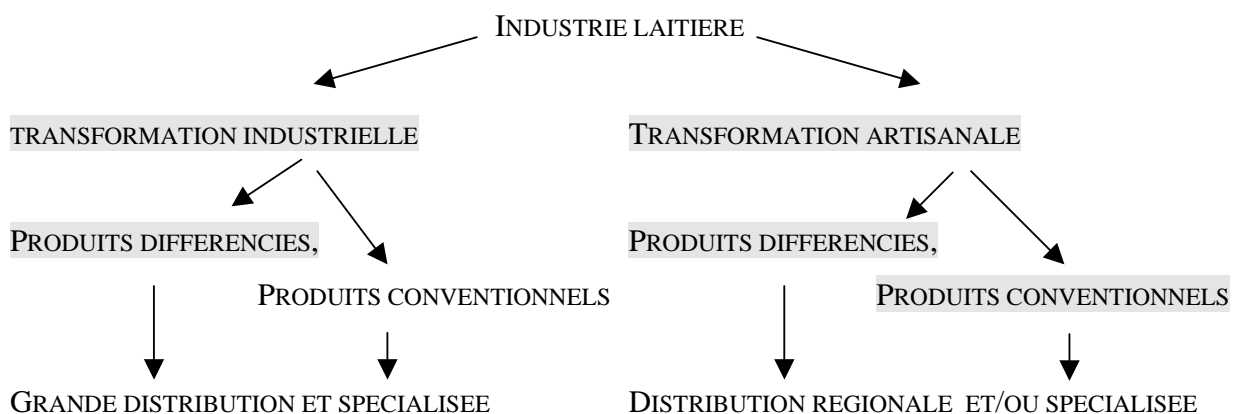 INDUSTRIE LAITIERE
TRANSFORMATION INDUSTRIELLE
TRANSFORMATION ARTISANALE
PRODUITS DIFFERENCIES,
PRODUITS DIFFERENCIES,
PRODUITS CONVENTIONNELS
PRODUITS CONVENTIONNELS
GRANDE DISTRIBUTION ET SPECIALISEE
DISTRIBUTION REGIONALE ET/OU SPECIALISEE